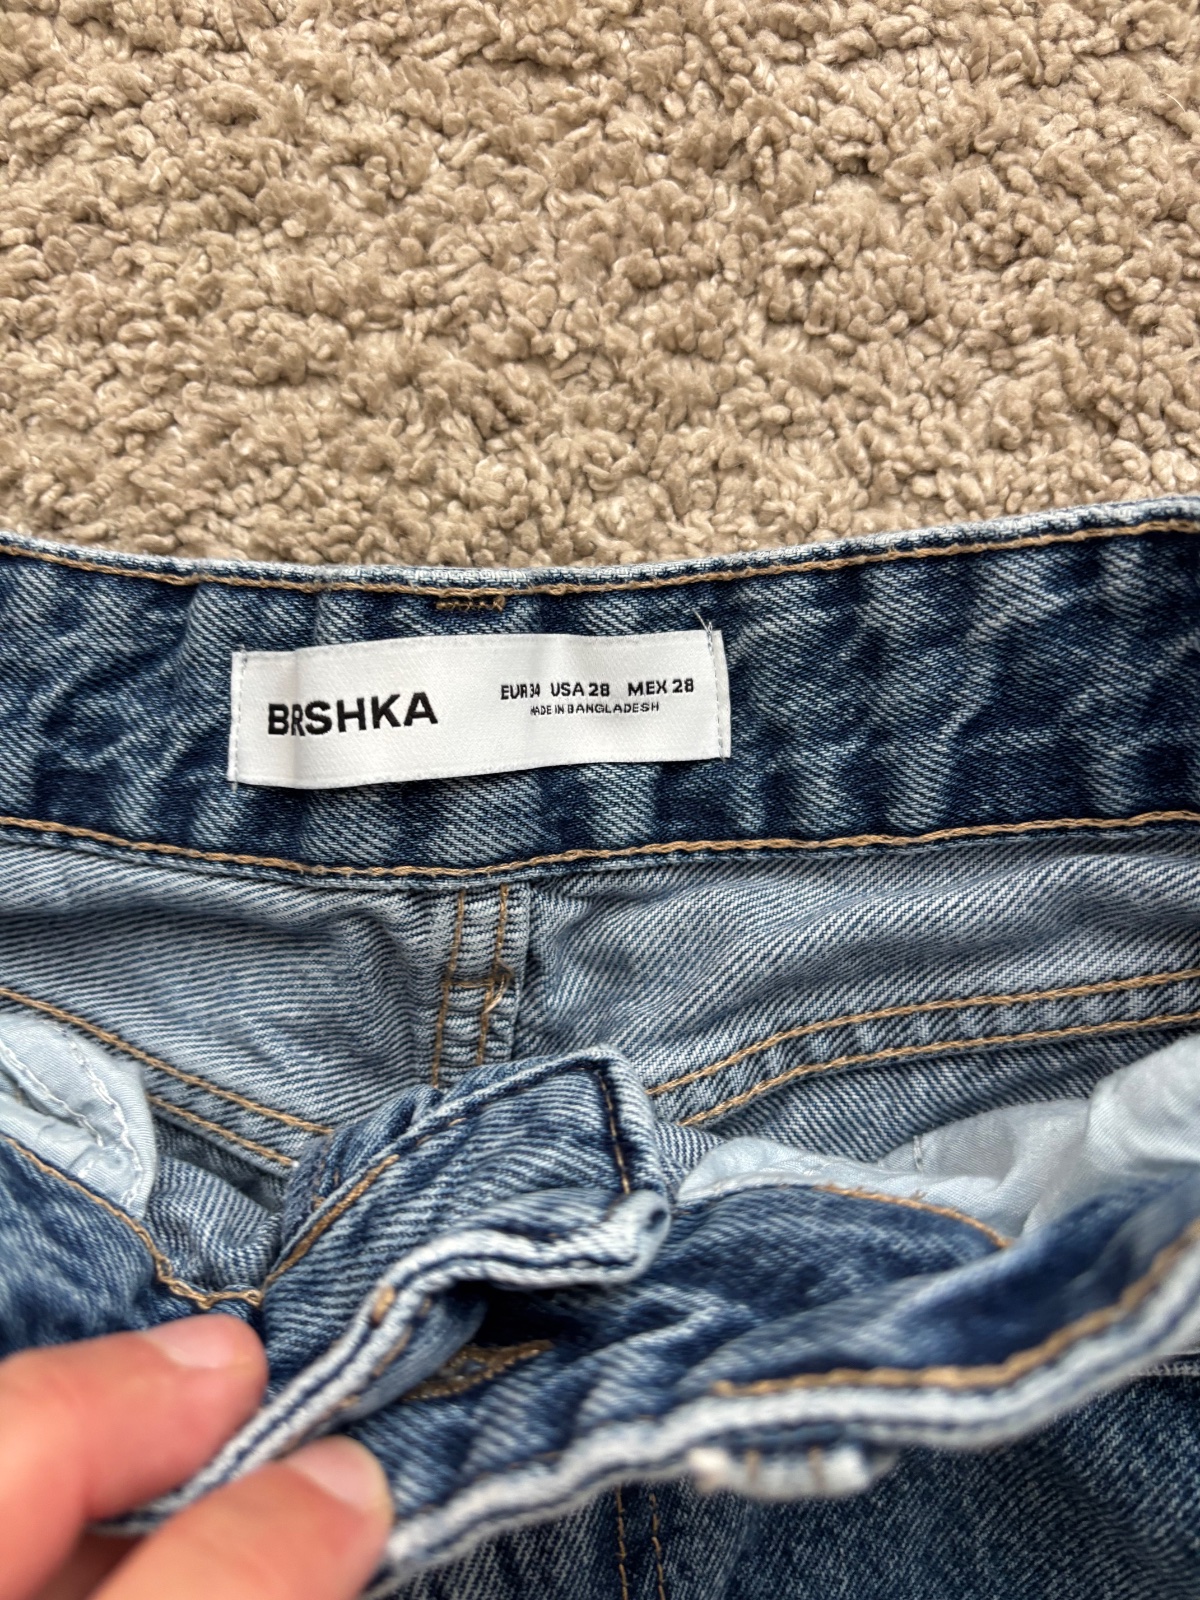 BRSHKA
EUR 34 USA 28 MEX 28
MADE IN BANGLADESH